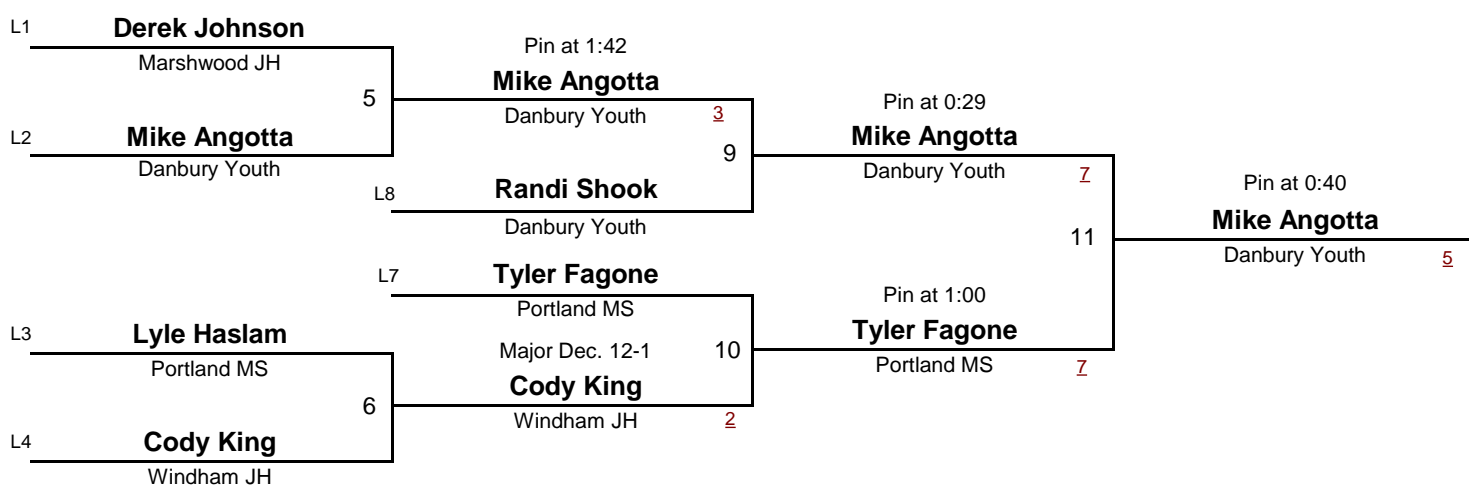 L1
Derek Johnson
Marshwood JH
5
L2
Mike Angotta
Danbury Youth
Pin at 1:42
Mike Angotta
Danbury Youth 3
9
L8
Randi Shook
Danbury Youth
Pin at 0:29
Mike Angotta
Danbury Youth 7
11
Pin at 0:40
Mike Angotta
Danbury Youth 5
L7
Tyler Fagone
Portland MS
L3
Lyle Haslam
Portland MS
6
L4
Cody King
Windham JH
Major Dec. 12-1
10
Cody King
Windham JH 2
Pin at 1:00
Tyler Fagone
Portland MS 7